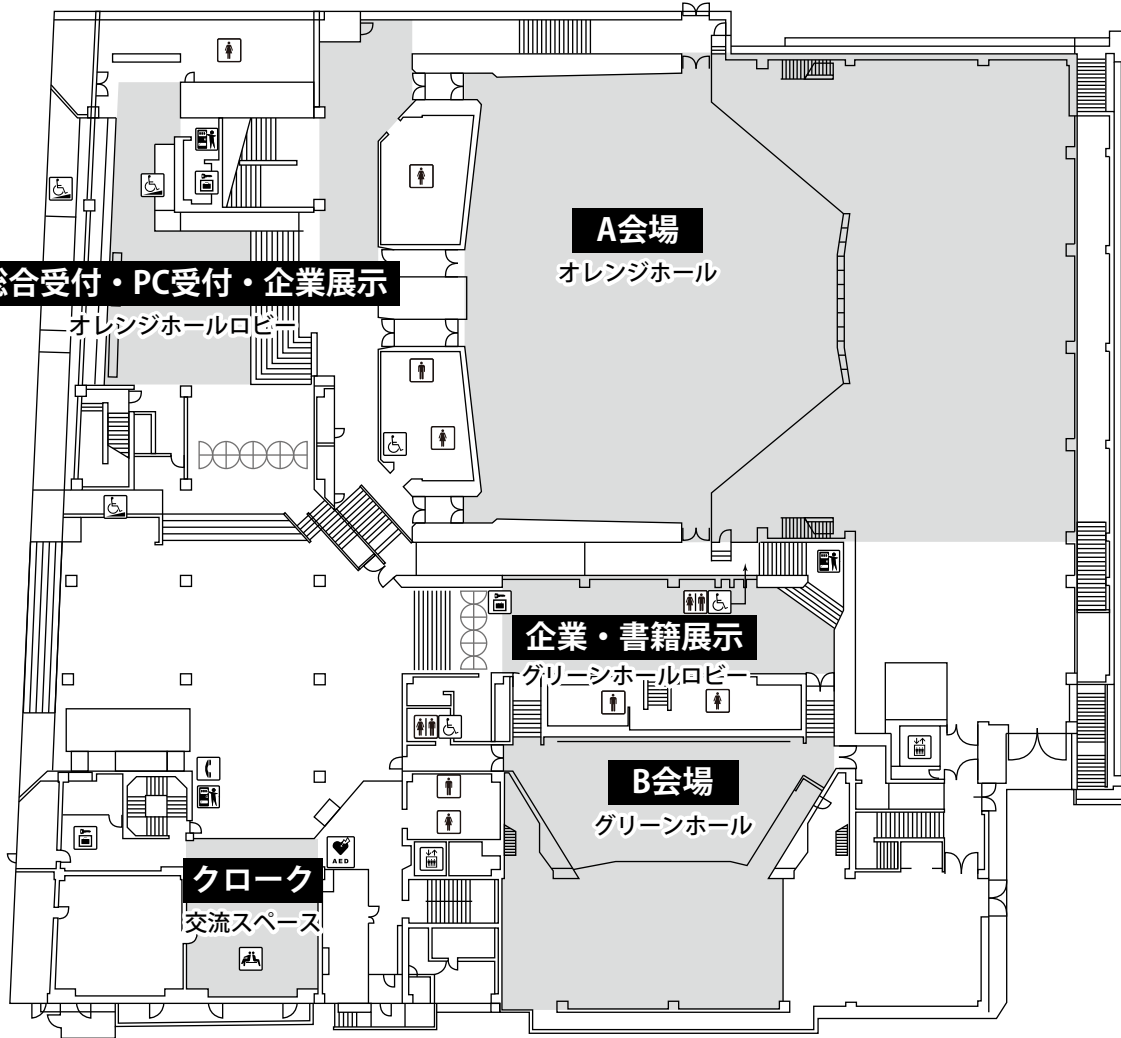 A会場
オレンジホール
総合受付・PC受付・企業展示
オレンジホールロビー
企業・書籍展示
グリーンホールロビー
B会場
グリーンホール
AED
クローク
交流スペース